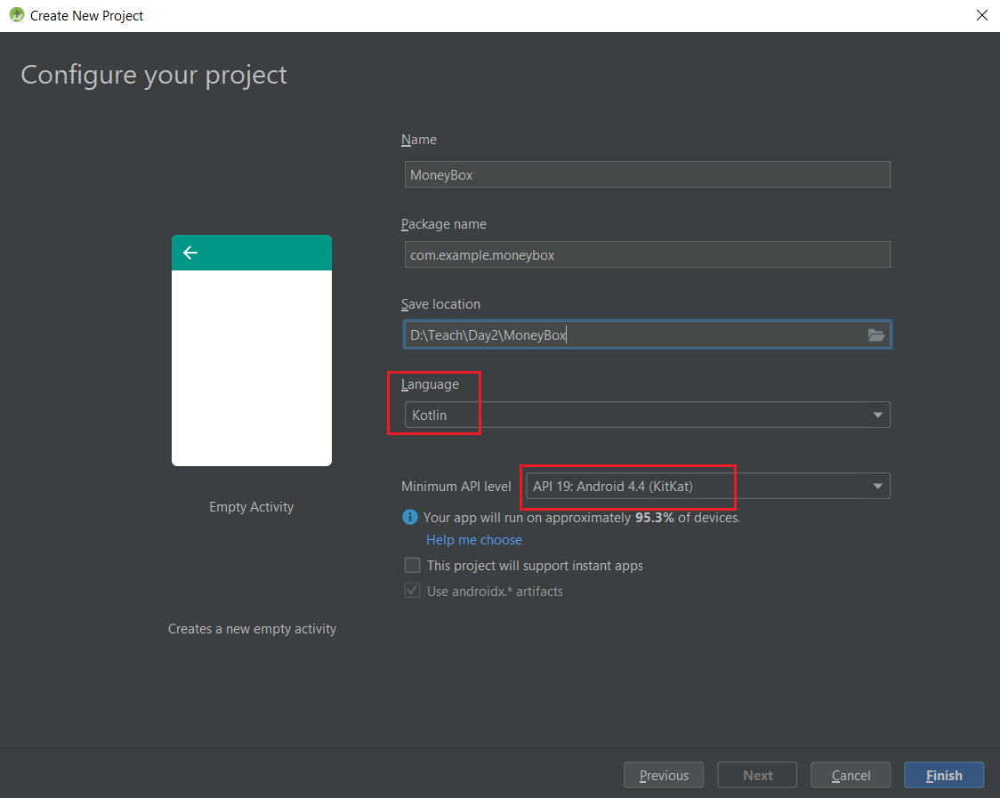 Create New Project
Configure your project
Name
MoneyBox
Package name
com.example.moneybox
Save location
D:\Teach\Day2\MoneyBox
Language
Kotlin
Minimum API level API 19: Android 4.4 (KitKat)
Your app will run on approximately 95.3% of devices.
Help me choose
This project will support instant apps
Use androidx.* artifacts
Empty Activity
Creates a new empty activity
Previous Next Cancel Finish